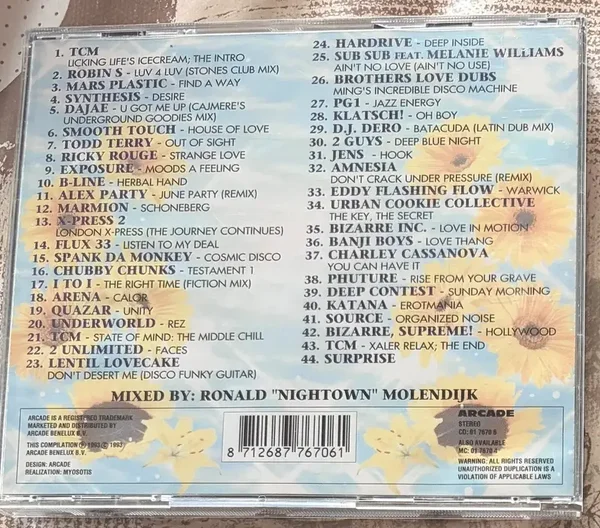 1. TCM
LICKING LIFE'S ICECREAM; THE INTRO
2. ROBIN S - LUV 4 LUV (STONES CLUB MIX)
3. MARS PLASTIC - FIND A WAY
4. SYNTHESIS - DESIRE
5. DAJAE - U GOT ME UP (CAJMERE'S
UNDERGROUND GOODIES MIX)
6. SMOOTH TOUCH - HOUSE OF LOVE
7. TODD TERRY - OUT OF SIGHT
8. RICKY ROUGE - STRANGE LOVE
9. EXPOSURE - MOODS A FEELING
10. B-LINE - HERBAL HAND
11. ALEX PARTY - JUNE PARTY (REMIX)
12. MARMION - SCHONEBERG
13. X-PRESS 2
LONDON X-PRESS (THE JOURNEY CONTINUES)
14. FLUX 33 - LISTEN TO MY DEAL
15. SPANK DA MONKEY - COSMIC DISCO
16. CHUBBY CHUNKS - TESTAMENT 1
17. I TO I - THE RIGHT TIME (FICTION MIX)
18. ARENA - CALOR
19. QUAZAR - UNITY
20. UNDERWORLD - REZ
21. TCM - STATE OF MIND: THE MIDDLE CHILL
22. 2 UNLIMITED - FACES
23. LENTIL LOVECAKE
DON'T DESERT ME (DISCO FUNKY GUITAR)
24. HARDRIVE - DEEP INSIDE
25. SUB SUB FEAT. MELANIE WILLIAMS
AIN'T NO LOVE (AIN'T NO USE)
26. BROTHERS LOVE DUBS
MING'S INCREDIBLE DISCO MACHINE
27. PG1 - JAZZ ENERGY
28. KLATSCH! - OH BOY
29. D.J. DERO - BATACUDA (LATIN DUB MIX)
30. 2 GUYS - DEEP BLUE NIGHT
31. JENS - HOOK
32. AMNESIA
DON'T CRACK UNDER PRESSURE (REMIX)
33. EDDY FLASHING FLOW - WARWICK
34. URBAN COOKIE COLLECTIVE
THE KEY, THE SECRET
35. BIZARRE INC. - LOVE IN MOTION
36. BANJI BOYS - LOVE THANG
37. CHARLEY CASSANOVA
YOU CAN HAVE IT
38. PHUTURE - RISE FROM YOUR GRAVE
39. DEEP CONTEST - SUNDAY MORNING
40. KATANA - EROTMANIA
41. SOURCE - ORGANIZED NOISE
42. BIZARRE, SUPREME! - HOLLYWOOD
43. TCM - XALER RELAX; THE END
44. SURPRISE
MIXED BY: RONALD "NIGHTOWN" MOLENDIJK
ARCADE IS A REGISTERED TRADEMARK
MARKETED AND DISTRIBUTED BY
ARCADE BENELUX B.V.
THIS COMPILATION ℗ 1993 © 1993
ARCADE BENELUX B.V.
DESIGN: ARCADE
REALIZATION: MYOSOTIS
8 712687 767061
ARCADE
STEREO
CD: 01 7670 6
ALSO AVAILABLE
MC: 01 7670 4
WARNING: ALL RIGHTS RESERVED
UNAUTHORIZED DUPLICATION IS A
VIOLATION OF APPLICABLE LAWS